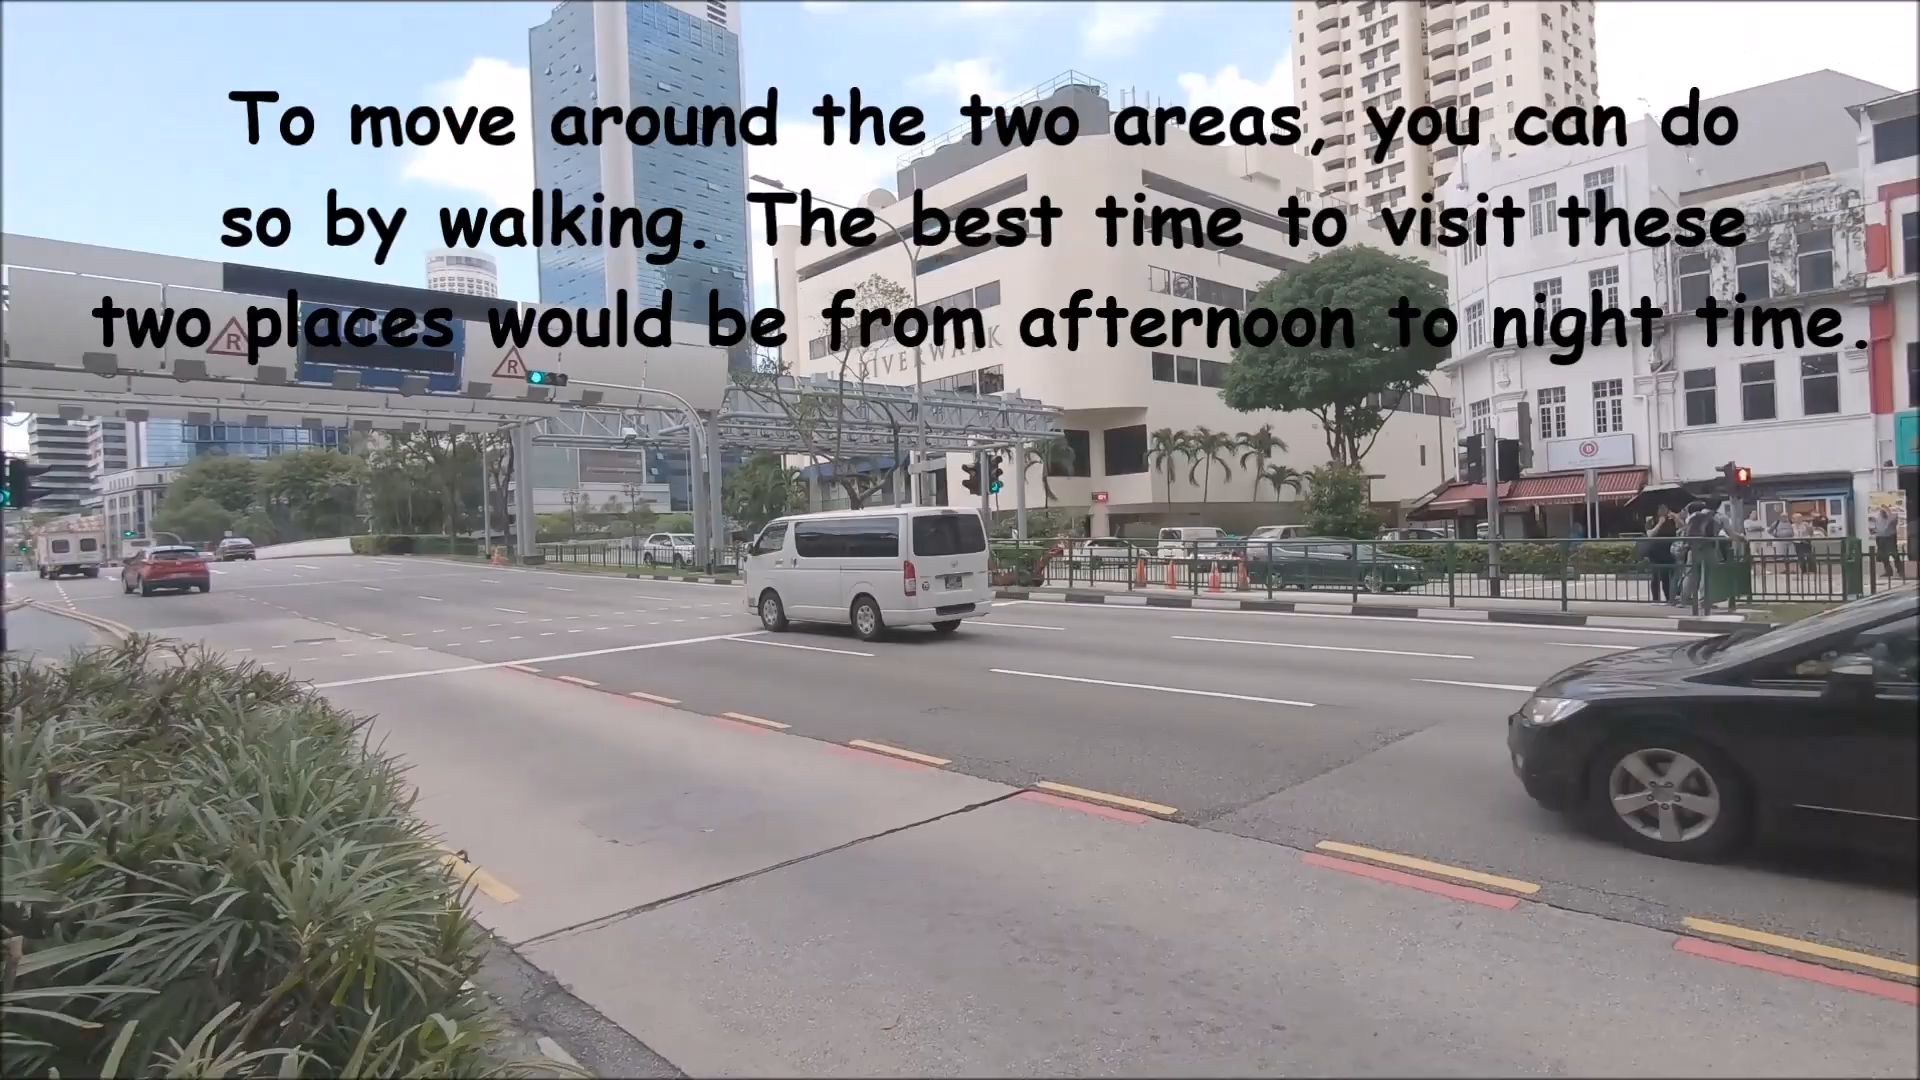 To move around the two areas, you can do
so by walking. The best time to visit these
two places would be from afternoon to night time.
RIVERWALK
R
R